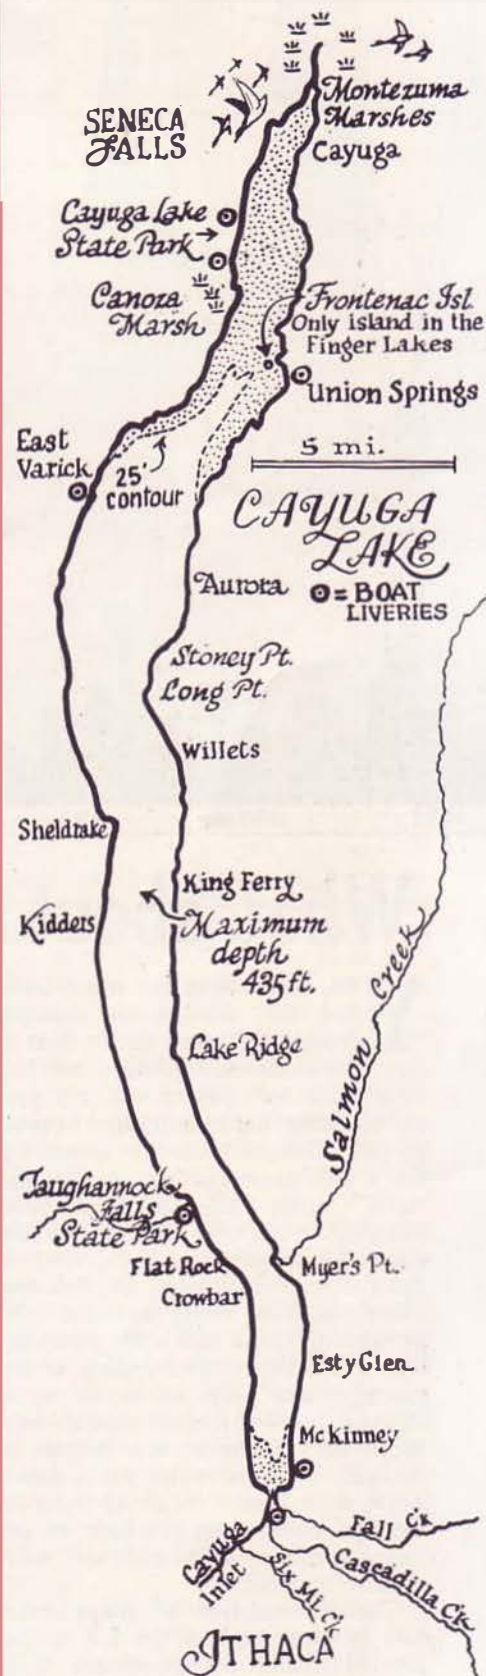 Montezuma
Marshes
SENECA
FALLS
Cayuga
Cayuga Lake
State Park
Canoza
Marsh
Frontenac Isl.
Only island in the
Finger Lakes
Union Springs
East
Varick
25'
contour
5 mi.
CAYUGA
LAKE
= BOAT
LIVERIES
Aurora
Stoney Pt.
Long Pt.
Willets
Sheldrake
King Ferry
Kidders
Maximum
depth
435 ft.
Lake Ridge
Salmon Creek
Taughannock
Falls
State Park
Flat Rock
Myer's Pt.
Crowbar
Esty Glen
McKinney
Fall Ck
Cascadilla Ck
Cayuga
Inlet
Six Mi. Ck
ITHACA